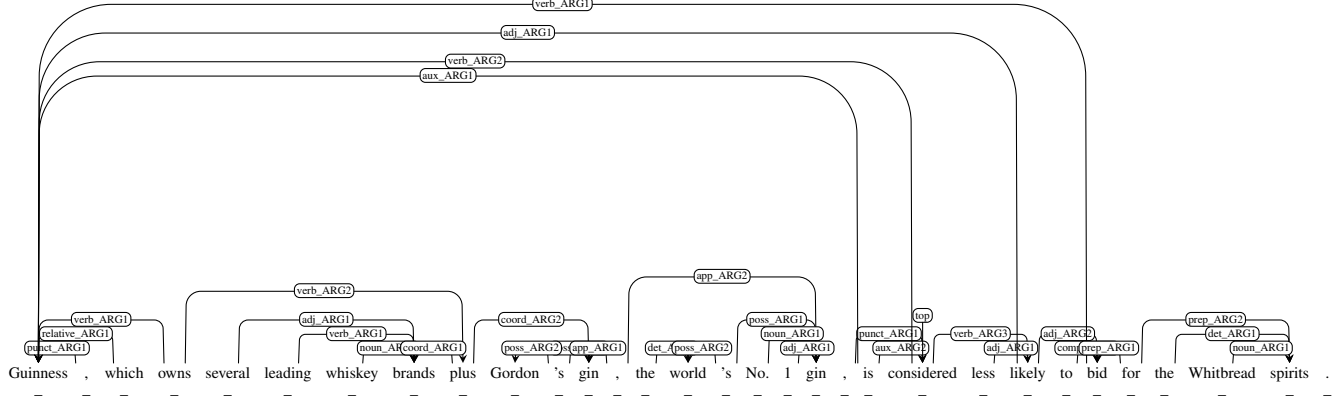 verb_ARG1
adj_ARG1
verb_ARG2
aux_ARG1
app_ARG2
verb_ARG2
top
verb_ARG1 adj_ARG1 coord_ARG2 poss_ARG1 prep_ARG2
relative_ARG1 verb_ARG1 noun_ARG1 punct_ARG1 verb_ARG3 adj_ARG2 det_ARG1
punct_ARG1 coord_ARG1 poss_ARG2 app_ARG1 poss_ARG2 adj_ARG1 aux_ARG2 adj_ARG1 prep_ARG1 noun_ARG1
Guinness , which owns several leading whiskey brands plus Gordon 's gin , the world 's No. 1 gin , is considered less likely to bid for the Whitbread spirits .
_ _ _ _ _ _ _ _ _ _ _ _ _ _ _ _ _ _ _ _ _ _ _ _ _ _ _ _ _ _ _